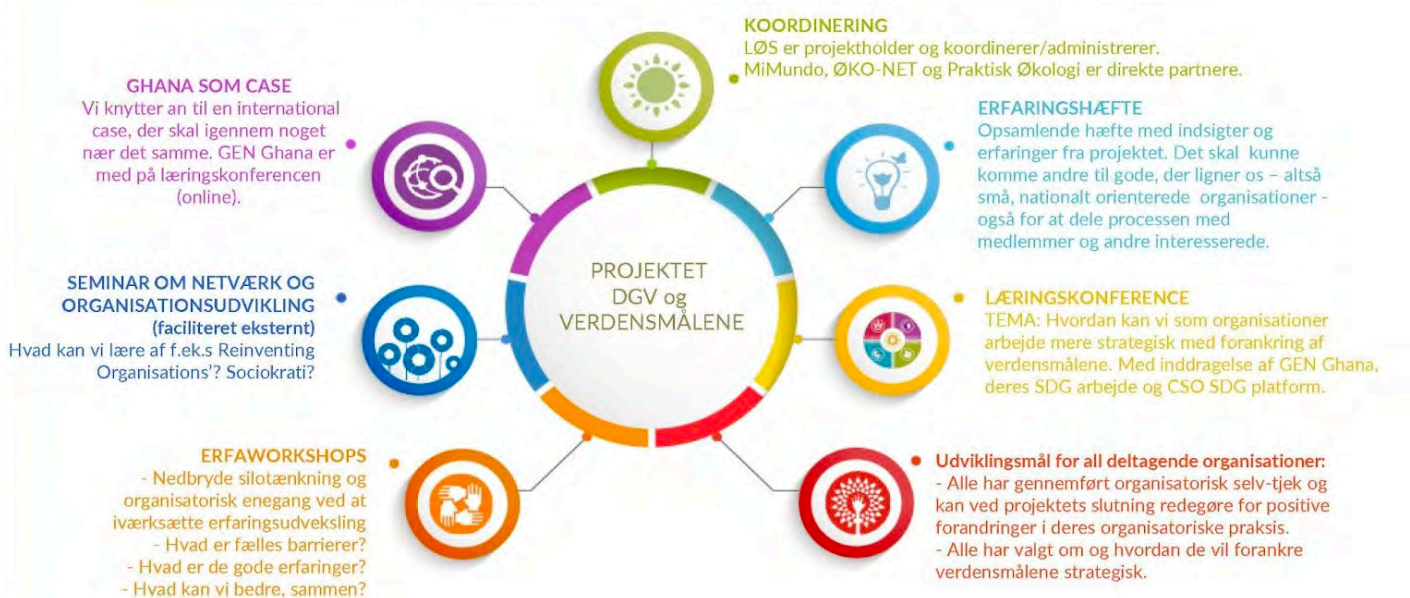 KOORDINERING
LØS er projektholder og koordinerer/administrerer.
MiMundo, ØKO-NET og Praktisk Økologi er direkte partnere.
GHANA SOM CASE
Vi knytter an til en international
case, der skal igennem noget
nær det samme. GEN Ghana er
med på læringskonferencen
(online).
ERFARINGSHÆFTE
Opsamlende hæfte med indsigter og
erfaringer fra projektet. Det skal kunne
komme andre til gode, der ligner os – altså
små, nationalt orienterede organisationer -
også for at dele processen med
medlemmer og andre interesserede.
PROJEKTET
DGV og
VERDENSMÅLENE
SEMINAR OM NETVÆRK OG
ORGANISATIONSUDVIKLING
(faciliteret eksternt)
Hvad kan vi lære af f.ek.s Reinventing
Organisations'? Sociokrati?
LÆRINGSKONFERENCE
TEMA: Hvordan kan vi som organisationer
arbejde mere strategisk med forankring af
verdensmålene. Med inddragelse af GEN Ghana,
deres SDG arbejde og CSO SDG platform.
ERFAWORKSHOPS
- Nedbryde silotænkning og
organisatorisk enegang ved at
iværksætte erfaringsudveksling
- Hvad er fælles barrierer?
- Hvad er de gode erfaringer?
- Hvad kan vi bedre, sammen?
Udviklingsmål for all deltagende organisationer:
- Alle har gennemført organisatorisk selv-tjek og
kan ved projektets slutning redegøre for positive
forandringer i deres organisatoriske praksis.
- Alle har valgt om og hvordan de vil forankre
verdensmålene strategisk.